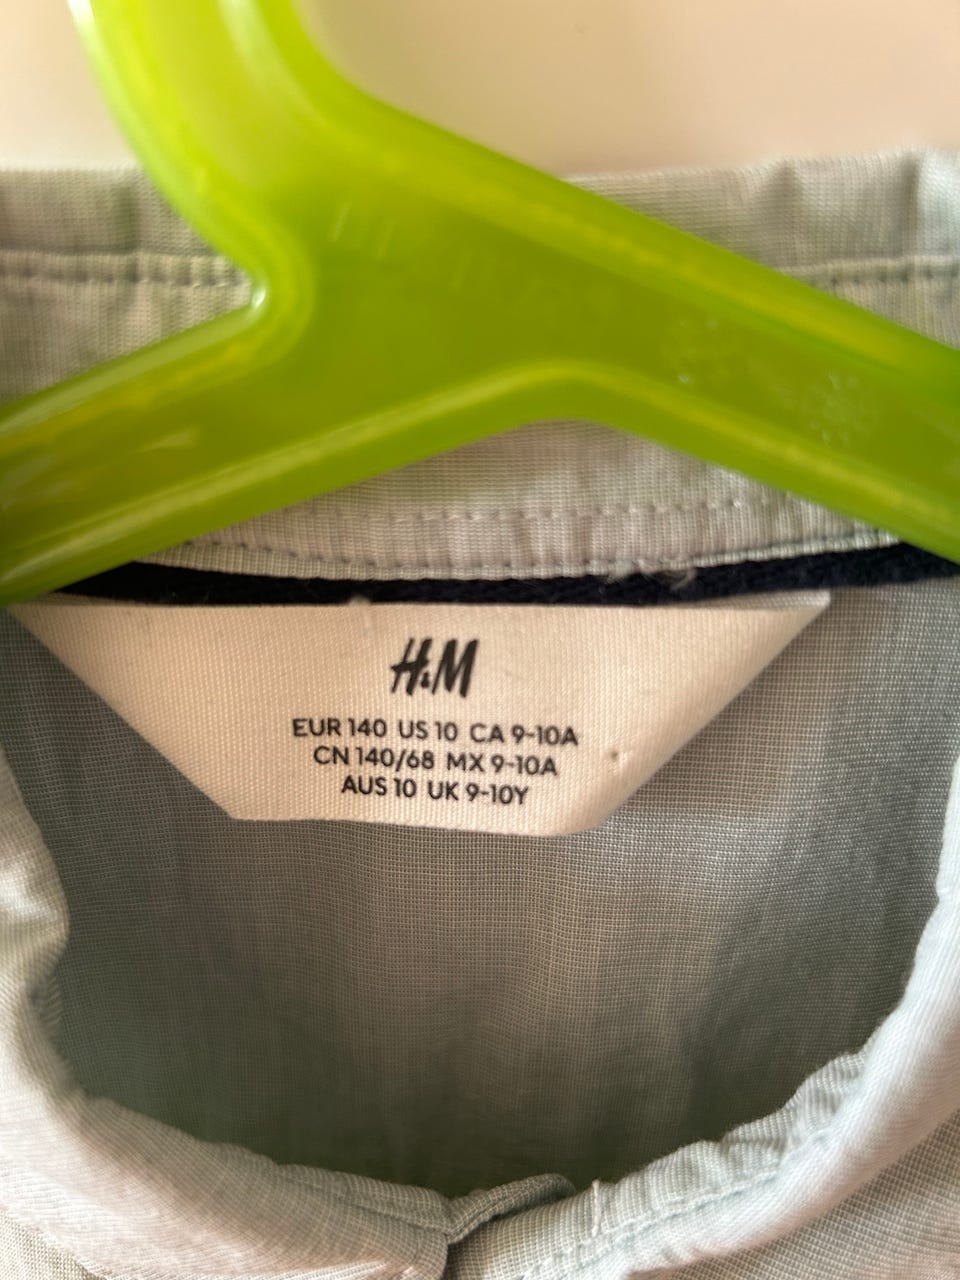 H&M
EUR 140 US 10 CA 9-10A
CN 140/68 MX 9-10A
AUS 10 UK 9-10Y